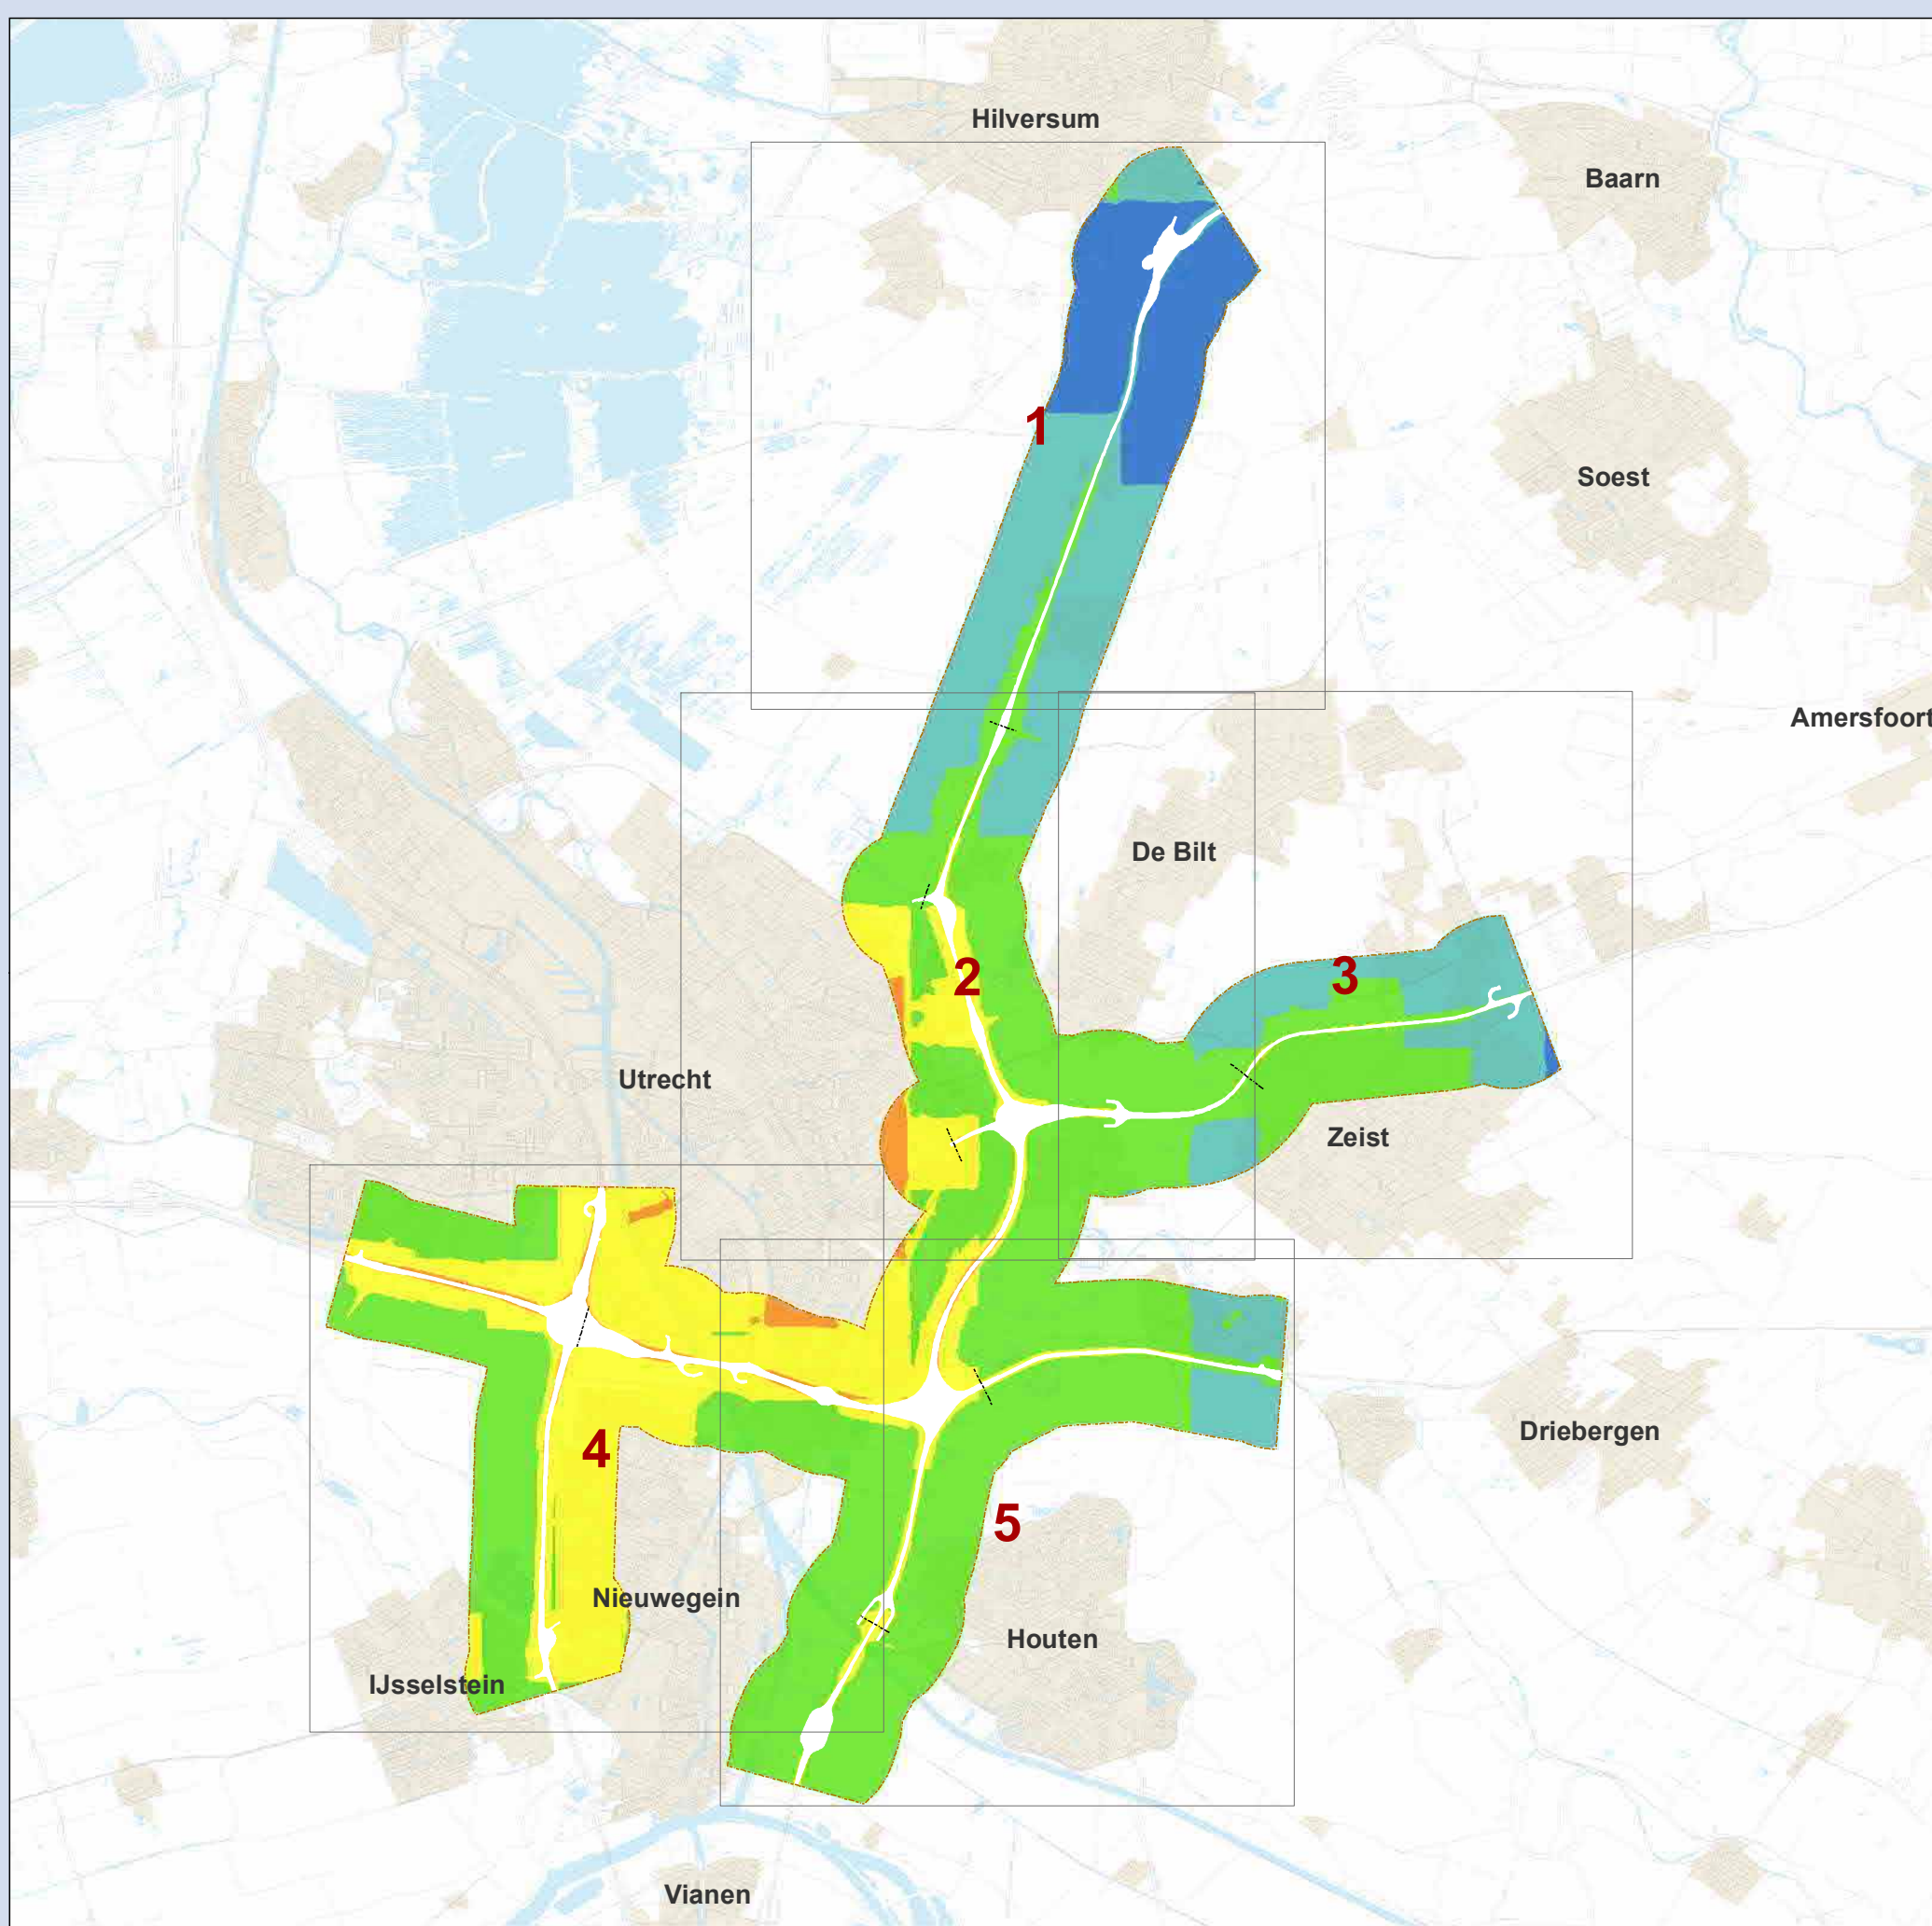 Hilversum
Baarn
1
Soest
Amersfoort
De Bilt
2
3
Utrecht
Zeist
4
Driebergen
5
Nieuwegein
Houten
IJsselstein
Vianen